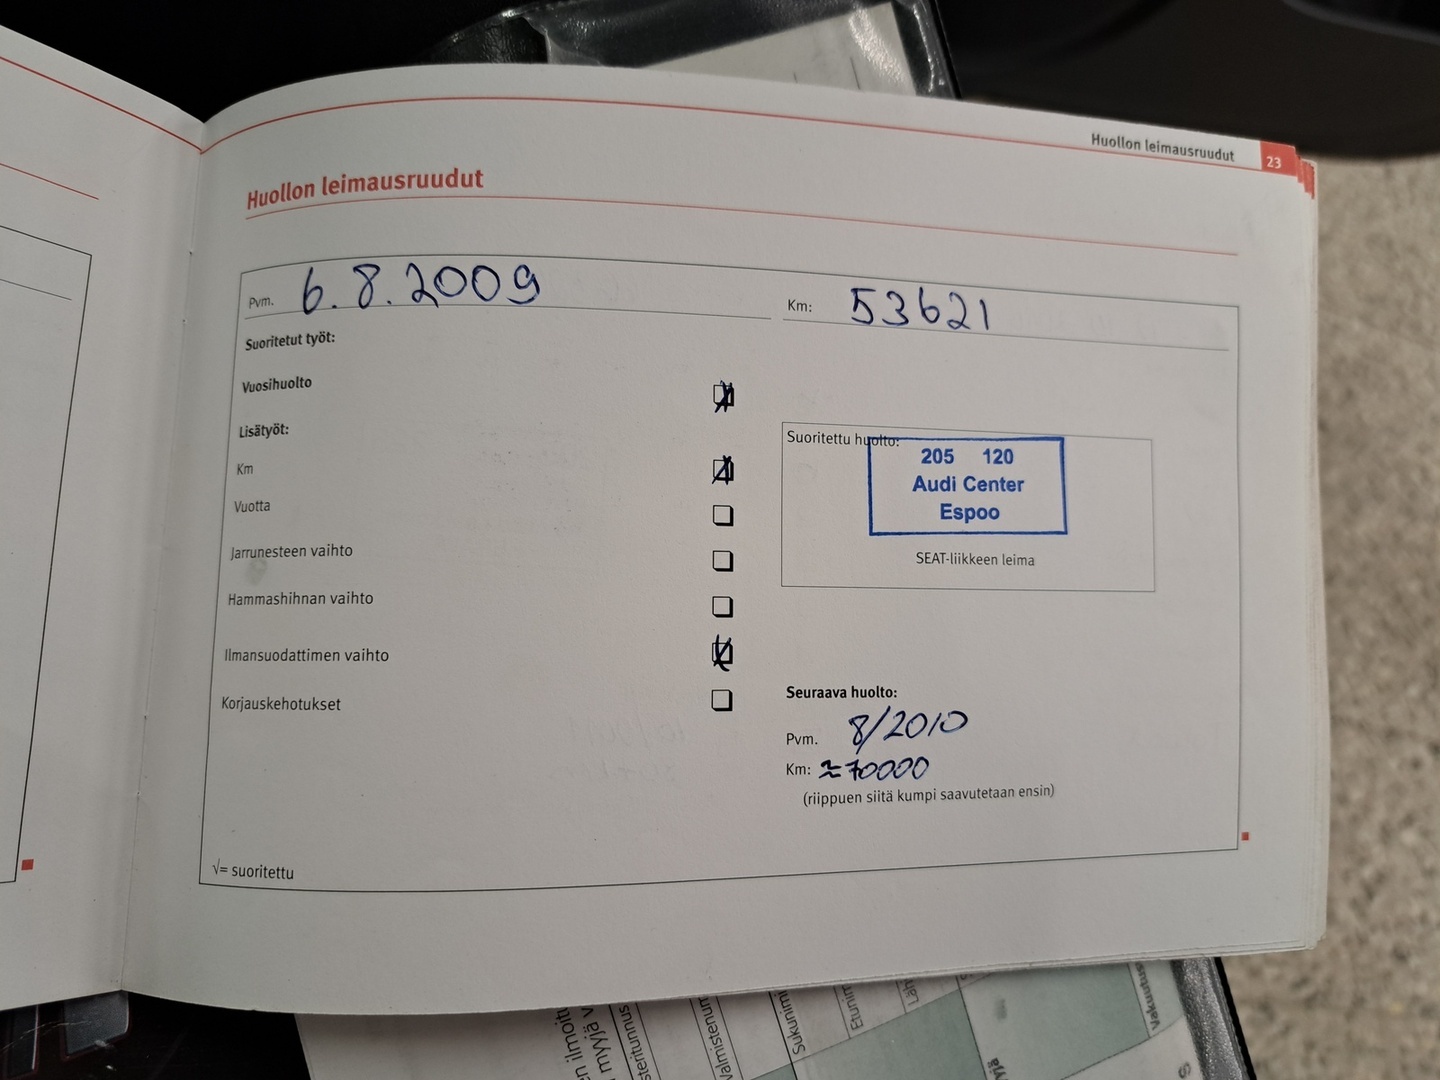 Huollon leimausruudut 23
Huollon leimausruudut
Pvm. 6.8.2009
Km: 53621
Suoritetut työt:
Vuosihuolto
Lisätyöt:
Km
Vuotta
Jarrunesteen vaihto
Hammashihnan vaihto
Ilmansuodattimen vaihto
Korjauskehotukset
√= suoritettu
Suoritettu huolto:
205 120
Audi Center
Espoo
SEAT-liikkeen leima
Seuraava huolto:
Pvm. 8/2010
Km: ≈70000
(riippuen siitä kumpi saavutetaan ensin)
myyjä
Sukunimi